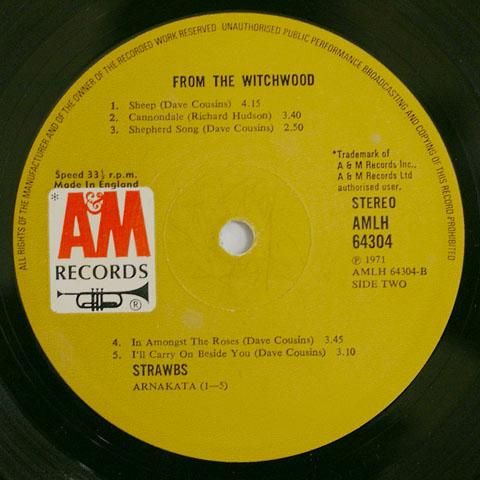 ALL RIGHTS OF THE MANUFACTURER AND OF THE OWNER OF THE RECORDED WORK RESERVED UNAUTHORISED PUBLIC PERFORMANCE, BROADCASTING AND COPYING OF THIS RECORD PROHIBITED
FROM THE WITCHWOOD
1. Sheep (Dave Cousins) 4.15
2. Cannondale (Richard Hudson) 3.40
3. Shepherd Song (Dave Cousins) 2.50
Speed 33⅓ r.p.m.
Made In England
*
A&M
RECORDS
®
*Trademark of
A & M Records Inc.,
A & M Records Ltd
authorised user.
STEREO
AMLH
64304
℗ 1971
AMLH 64304-B
SIDE TWO
4. In Amongst The Roses (Dave Cousins) 3.45
5. I'll Carry On Beside You (Dave Cousins) 3.10
STRAWBS
ARNAKATA (1—5)